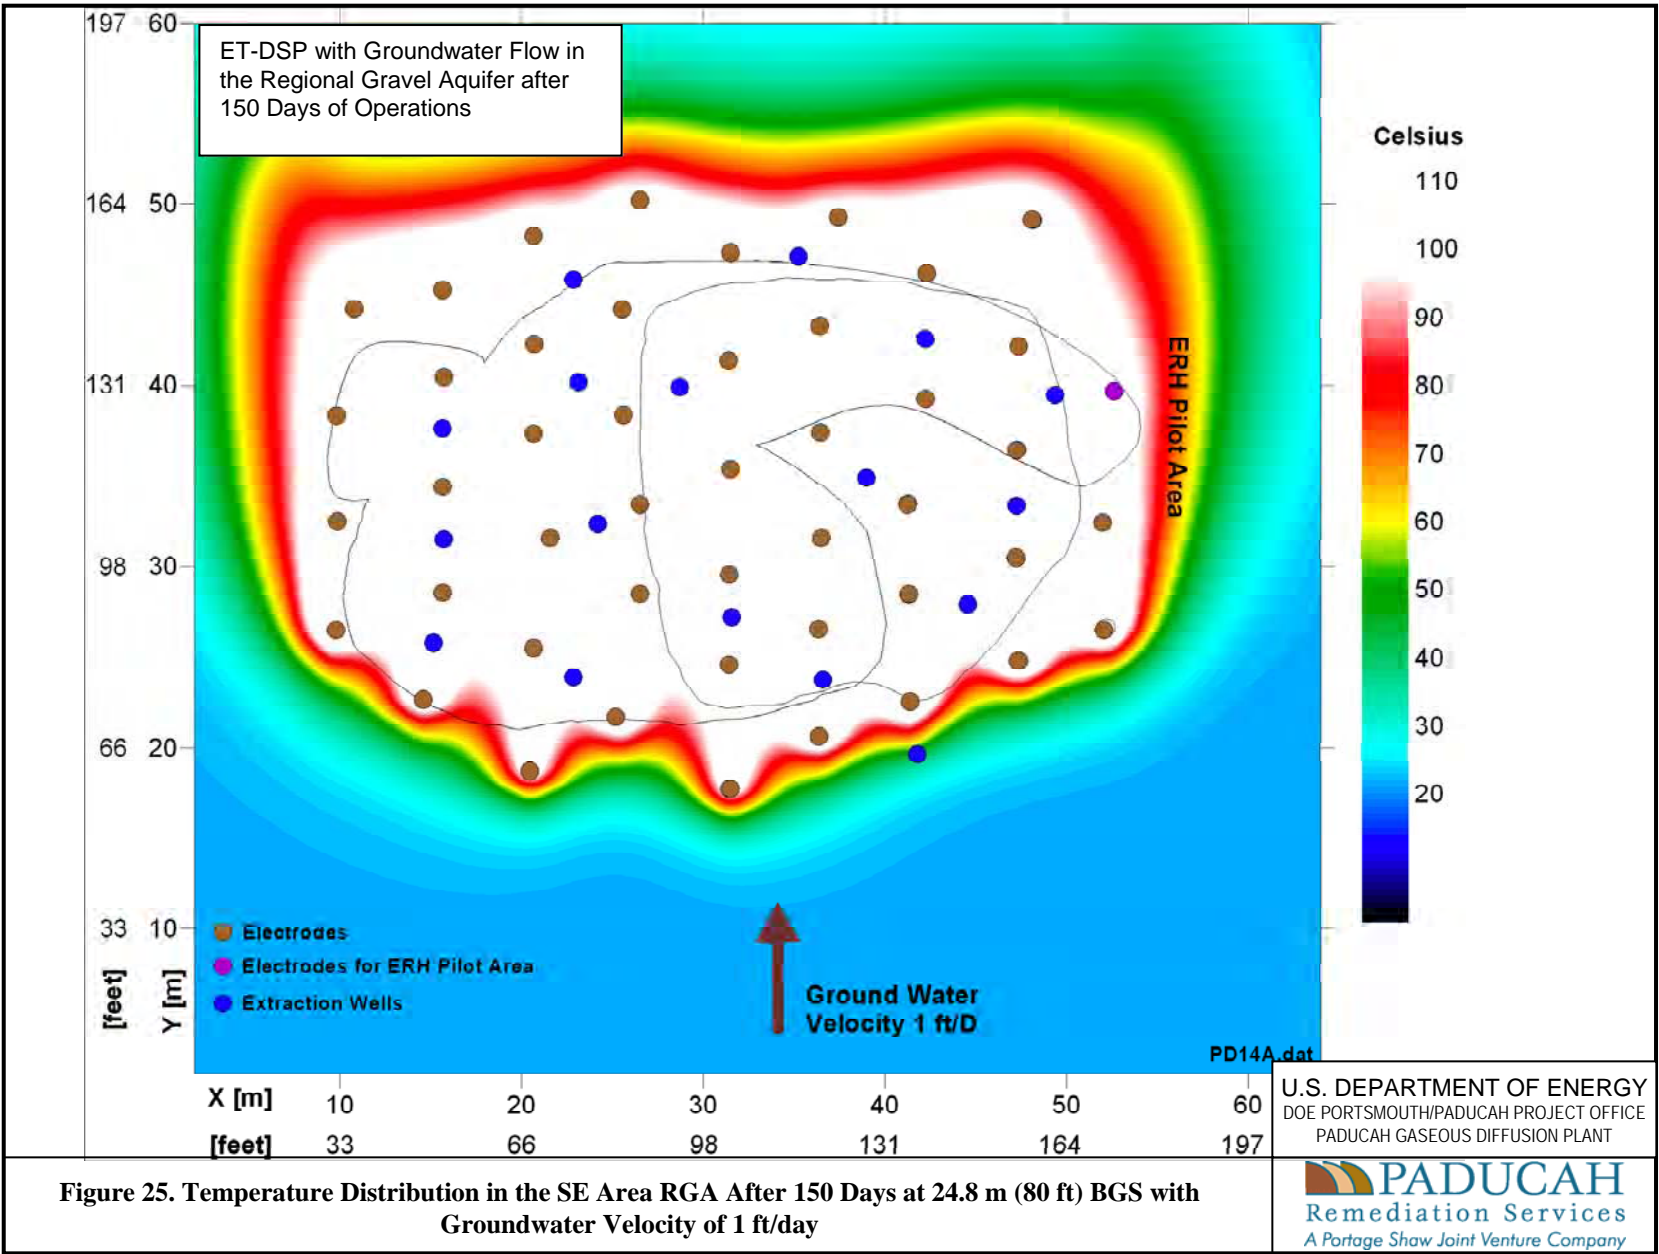 ET-DSP with Groundwater Flow in
the Regional Gravel Aquifer after
150 Days of Operations
197 60
164 50
131 40
98 30
66 20
33 10
[feet]
Y [m]
Celsius
110
100
90
80
70
60
50
40
30
20
ERH Pilot Area
Electrodes
Electrodes for ERH Pilot Area
Extraction Wells
Ground Water
Velocity 1 ft/D
PD14A.dat
X [m] 10 20 30 40 50 60
[feet] 33 66 98 131 164 197
U.S. DEPARTMENT OF ENERGY
DOE PORTSMOUTH/PADUCAH PROJECT OFFICE
PADUCAH GASEOUS DIFFUSION PLANT
Figure 25. Temperature Distribution in the SE Area RGA After 150 Days at 24.8 m (80 ft) BGS with
Groundwater Velocity of 1 ft/day
PADUCAH
Remediation Services
A Portage Shaw Joint Venture Company